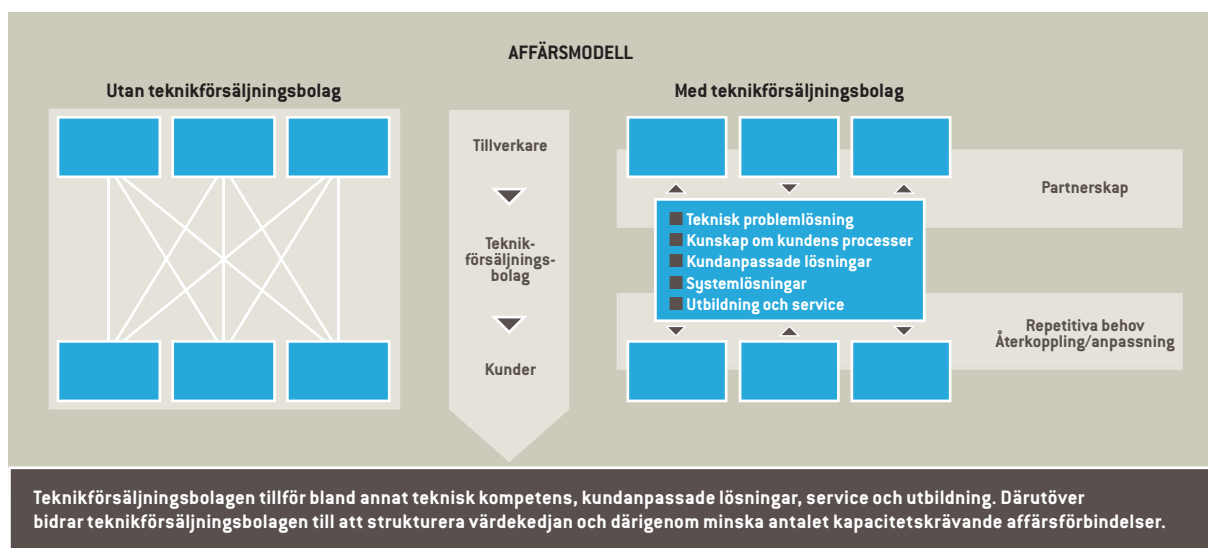 AFFÄRSMODELL
Utan teknikförsäljningsbolag
Tillverkare
Teknik-
försäljnings-
bolag
Kunder
Med teknikförsäljningsbolag
Partnerskap
Teknisk problemlösning
Kunskap om kundens processer
Kundanpassade lösningar
Systemlösningar
Utbildning och service
Repetitiva behov
Återkoppling/anpassning
Teknikförsäljningsbolagen tillför bland annat teknisk kompetens, kundanpassade lösningar, service och utbildning. Därutöver
bidrar teknikförsäljningsbolagen till att strukturera värdekedjan och därigenom minska antalet kapacitetskrävande affärsförbindelser.